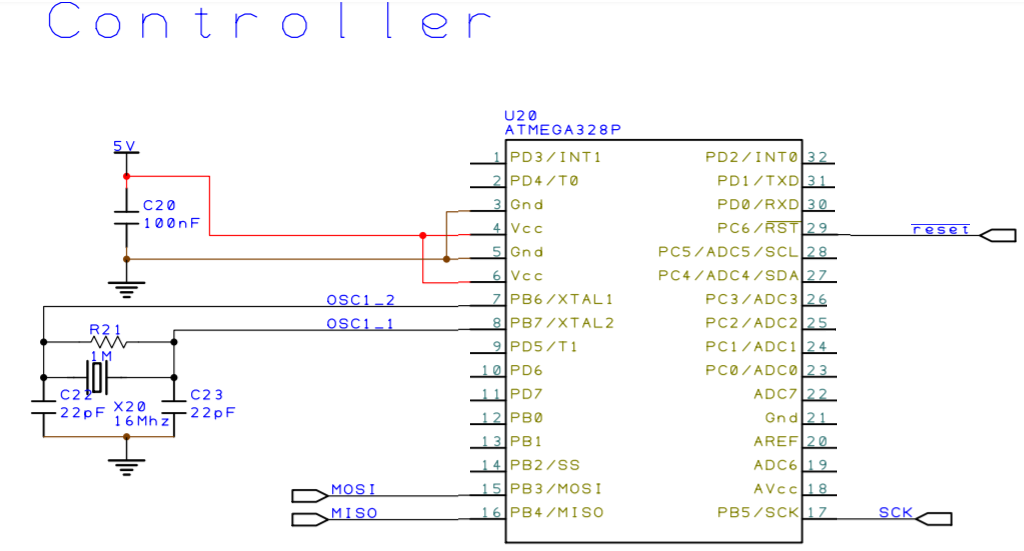 Controller
U20
ATMEGA328P
5V
C20
100nF
1 PD3/INT1 PD2/INT0 32
2 PD4/T0 PD1/TXD 31
3 Gnd PD0/RXD 30
4 Vcc PC6/RST 29 reset
5 Gnd PC5/ADC5/SCL 28
6 Vcc PC4/ADC4/SDA 27
OSC1_2 7 PB6/XTAL1 PC3/ADC3 26
OSC1_1 8 PB7/XTAL2 PC2/ADC2 25
9 PD5/T1 PC1/ADC1 24
10 PD6 PC0/ADC0 23
11 PD7 ADC7 22
12 PB0 Gnd 21
13 PB1 AREF 20
14 PB2/SS ADC6 19
MOSI 15 PB3/MOSI AVcc 18
MISO 16 PB4/MISO PB5/SCK 17 SCK
R21
1M
C22
22pF
X20
16Mhz
C23
22pF